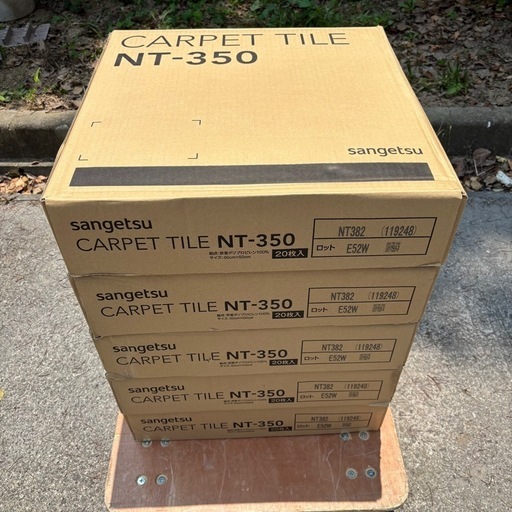 CARPET TILE
NT-350
sangetsu
sangetsu
CARPET TILE NT-350
20枚入
NT382 (119248)
ロット E52W
sangetsu
CARPET TILE NT-350
20枚入
NT382 (119248)
ロット E52W
sangetsu
CARPET TILE NT-350
20枚入
NT382 (119248)
ロット E52W
sangetsu
CARPET TILE NT-350
20枚入
NT382 (119248)
ロット E52W
sangetsu
CARPET TILE NT-350
20枚入
NT382 (119248)
ロット E52W